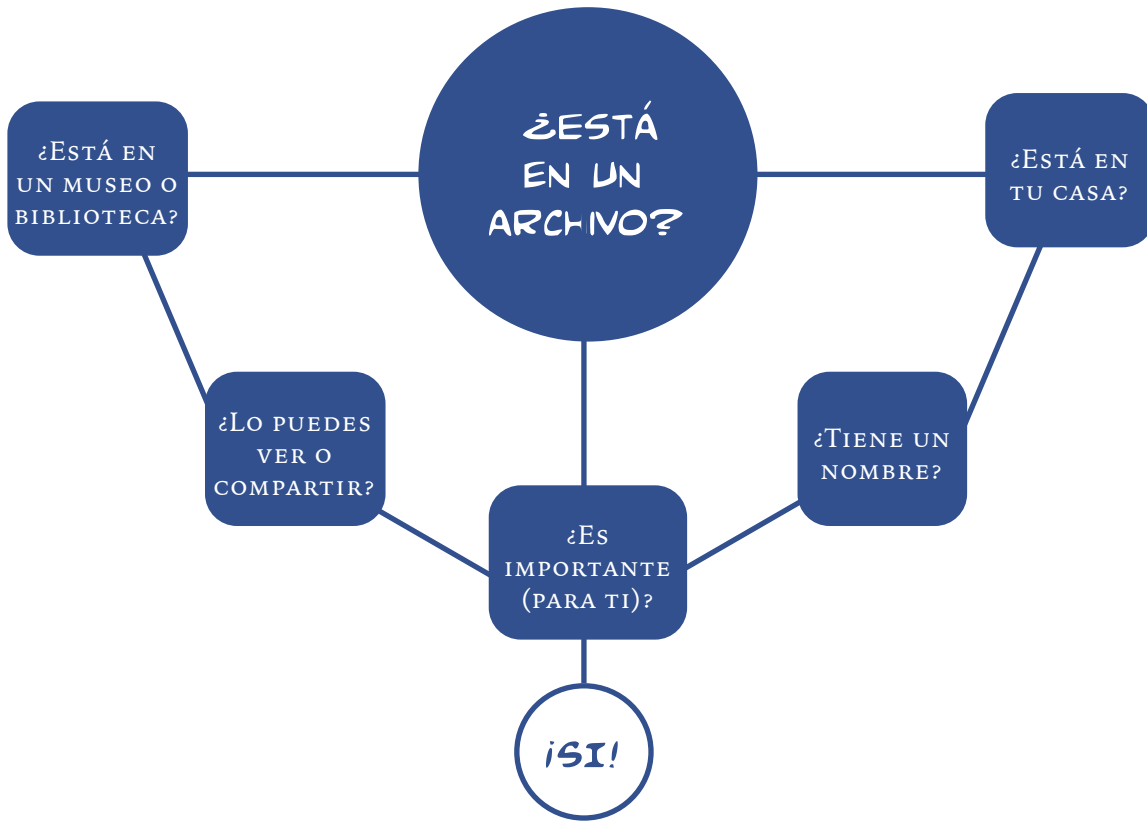 ¿ESTÁ
EN UN
ARCHIVO?
¿Está en
un museo o
biblioteca?
¿Está en
tu casa?
¿Lo puedes
ver o
compartir?
¿Tiene un
nombre?
¿Es
importante
(para ti)?
¡SI!